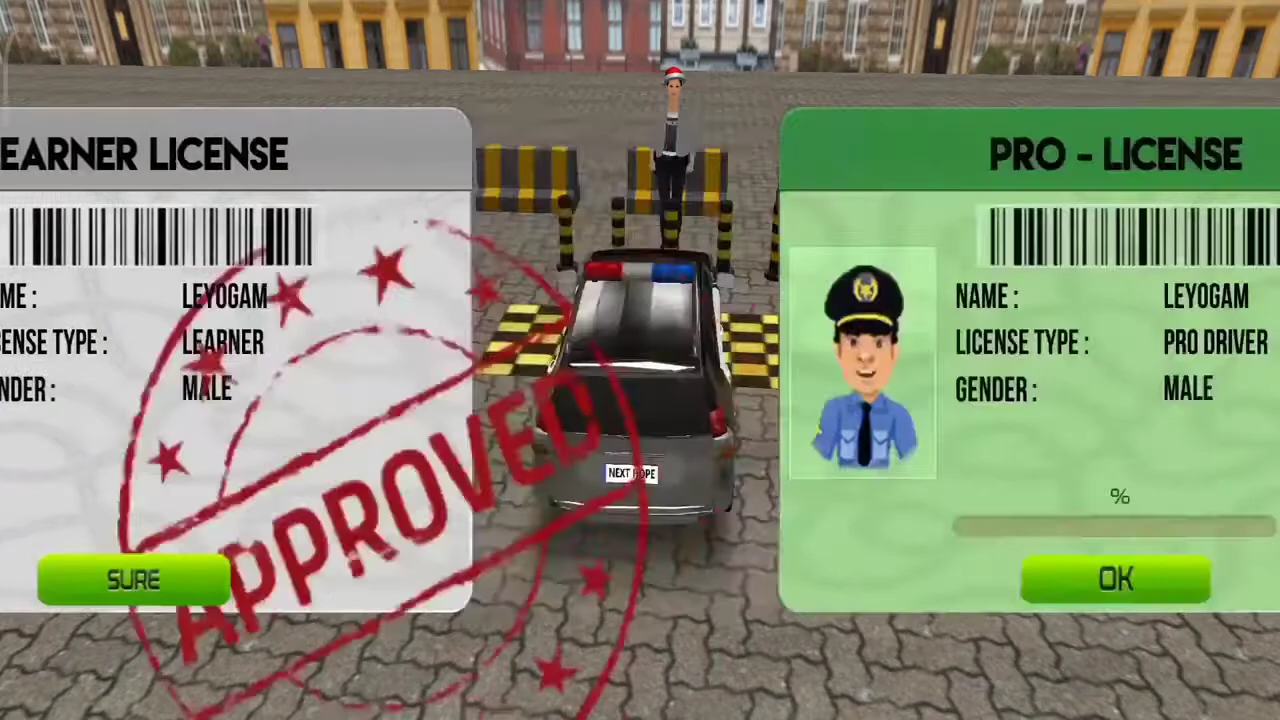 EARNER LICENSE
ME :
LEYOGAM
ENSE TYPE :
LEARNER
NDER :
MALE
APPROVED
SURE
NEXT HOPE
PRO - LICENSE
NAME :
LEYOGAM
LICENSE TYPE :
PRO DRIVER
GENDER :
MALE
%
OK